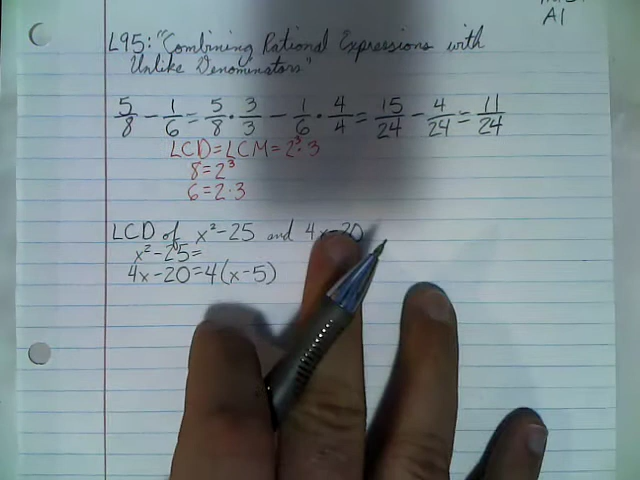 A1
L95: "Combining Rational Expressions with
Unlike Denominators"
5/8 − 1/6 = 5/8 · 3/3 − 1/6 · 4/4 = 15/24 − 4/24 = 11/24
LCD = LCM = 2³·3
8 = 2³
6 = 2·3
LCD of x² − 25 and 4x − 20
x² − 25 =
4x − 20 = 4(x − 5)